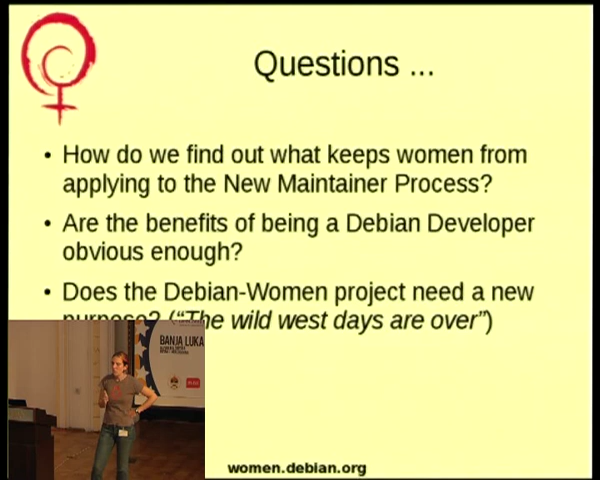 Questions ...
• How do we find out what keeps women from
applying to the New Maintainer Process?
• Are the benefits of being a Debian Developer
obvious enough?
• Does the Debian-Women project need a new
purpose? (“The wild west days are over”)
BANJA LUKA
women.debian.org